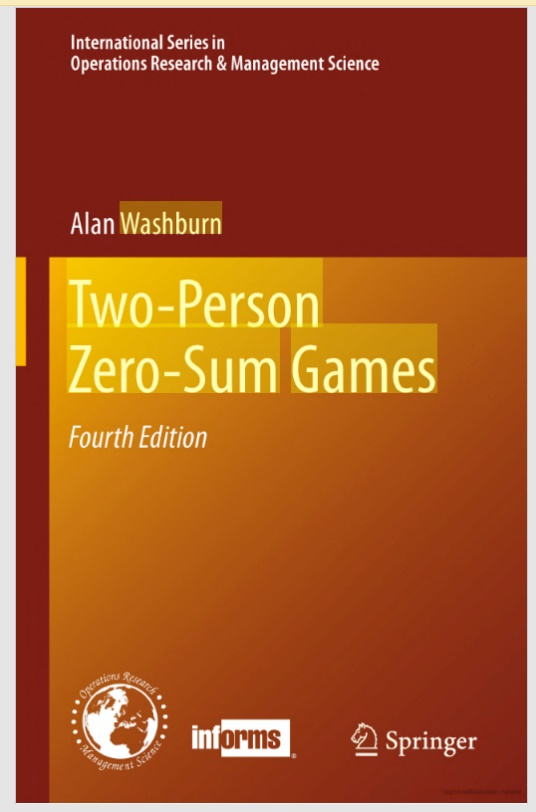 International Series in
Operations Research & Management Science
Alan Washburn
Two-Person
Zero-Sum Games
Fourth Edition
Operations Research
Management Science
informs®
Springer